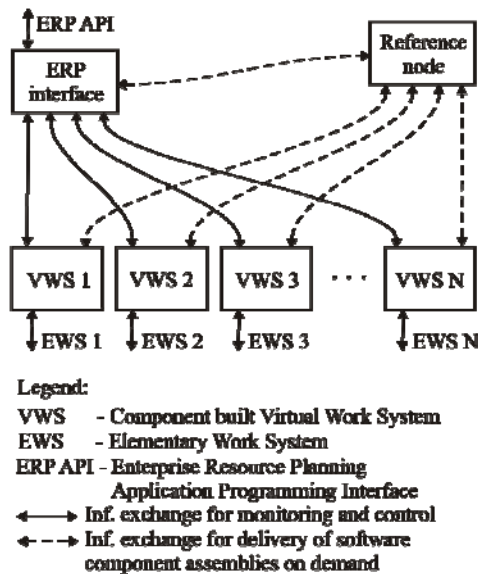 ERP API
ERP
interface
Reference
node
VWS 1
VWS 2
VWS 3
· · ·
VWS N
EWS 1
EWS 2
EWS 3
EWS N
Legend:
VWS - Component built Virtual Work System
EWS - Elementary Work System
ERP API - Enterprise Resource Planning
Application Programming Interface
Inf. exchange for monitoring and control
Inf. exchange for delivery of software
component assemblies on demand